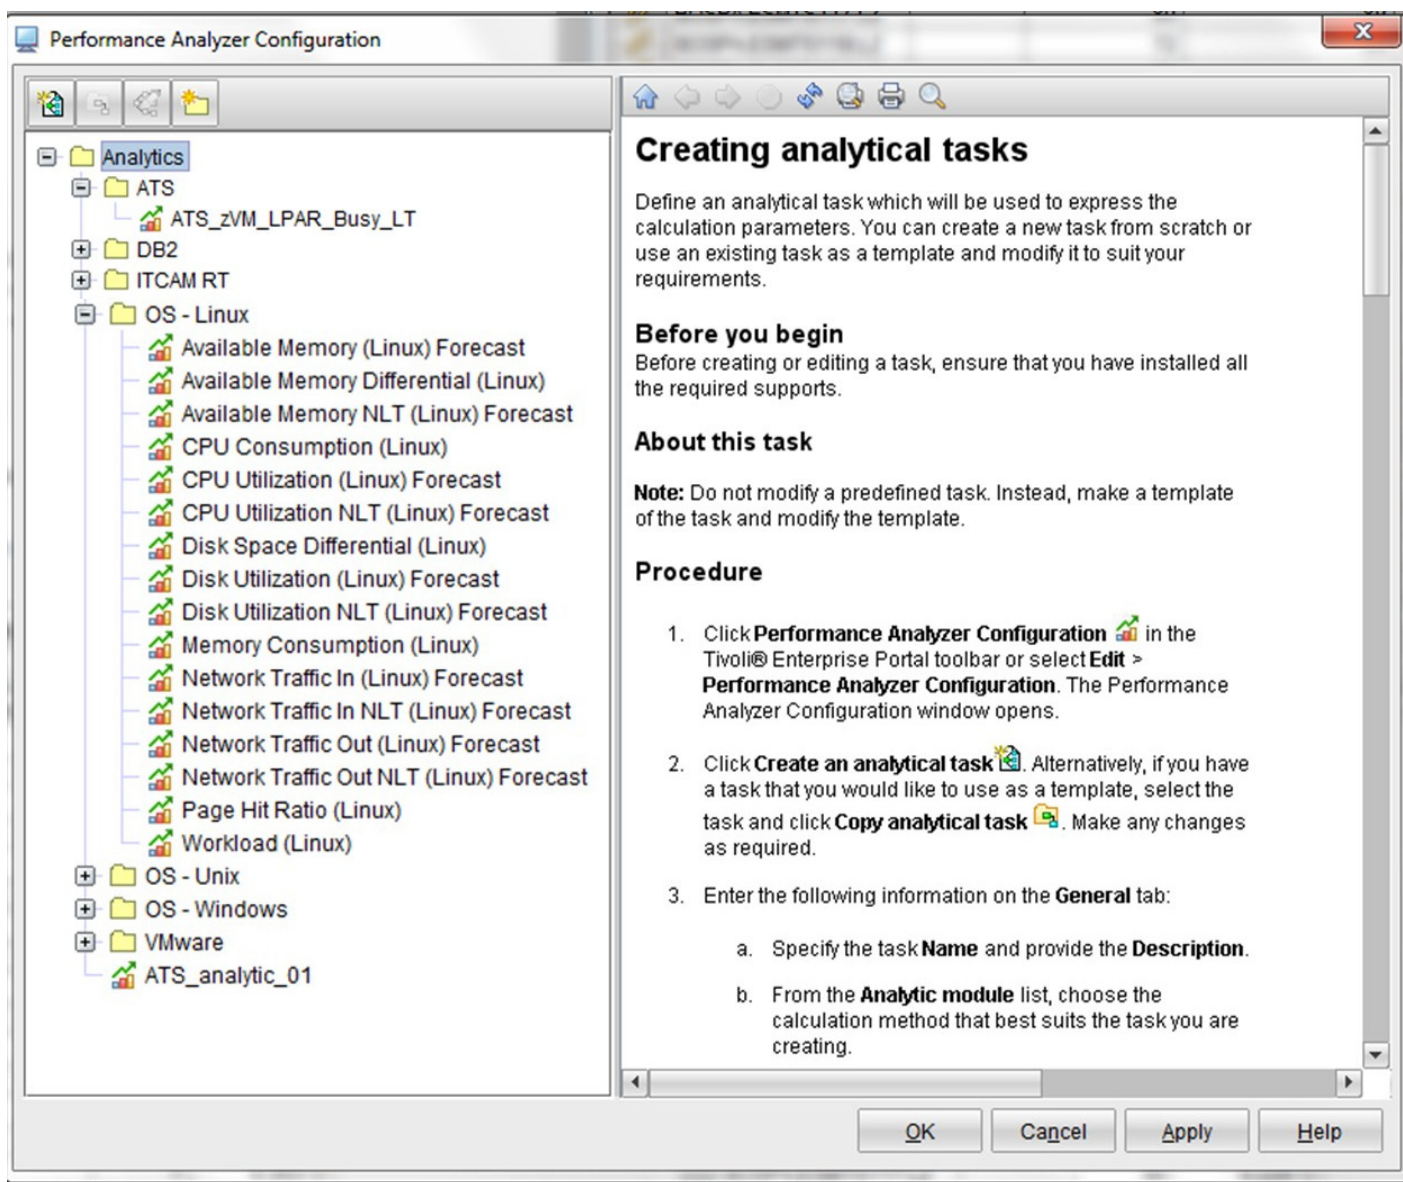 Performance Analyzer Configuration
Analytics
ATS
ATS_zVM_LPAR_Busy_LT
DB2
ITCAM RT
OS - Linux
Available Memory (Linux) Forecast
Available Memory Differential (Linux)
Available Memory NLT (Linux) Forecast
CPU Consumption (Linux)
CPU Utilization (Linux) Forecast
CPU Utilization NLT (Linux) Forecast
Disk Space Differential (Linux)
Disk Utilization (Linux) Forecast
Disk Utilization NLT (Linux) Forecast
Memory Consumption (Linux)
Network Traffic In (Linux) Forecast
Network Traffic In NLT (Linux) Forecast
Network Traffic Out (Linux) Forecast
Network Traffic Out NLT (Linux) Forecast
Page Hit Ratio (Linux)
Workload (Linux)
OS - Unix
OS - Windows
VMware
ATS_analytic_01
Creating analytical tasks
Define an analytical task which will be used to express the
calculation parameters. You can create a new task from scratch or
use an existing task as a template and modify it to suit your
requirements.
Before you begin
Before creating or editing a task, ensure that you have installed all
the required supports.
About this task
Note: Do not modify a predefined task. Instead, make a template
of the task and modify the template.
Procedure
1. Click Performance Analyzer Configuration in the
Tivoli® Enterprise Portal toolbar or select Edit >
Performance Analyzer Configuration. The Performance
Analyzer Configuration window opens.
2. Click Create an analytical task. Alternatively, if you have
a task that you would like to use as a template, select the
task and click Copy analytical task. Make any changes
as required.
3. Enter the following information on the General tab:
a. Specify the task Name and provide the Description.
b. From the Analytic module list, choose the
calculation method that best suits the task you are
creating.
OK Cancel Apply Help